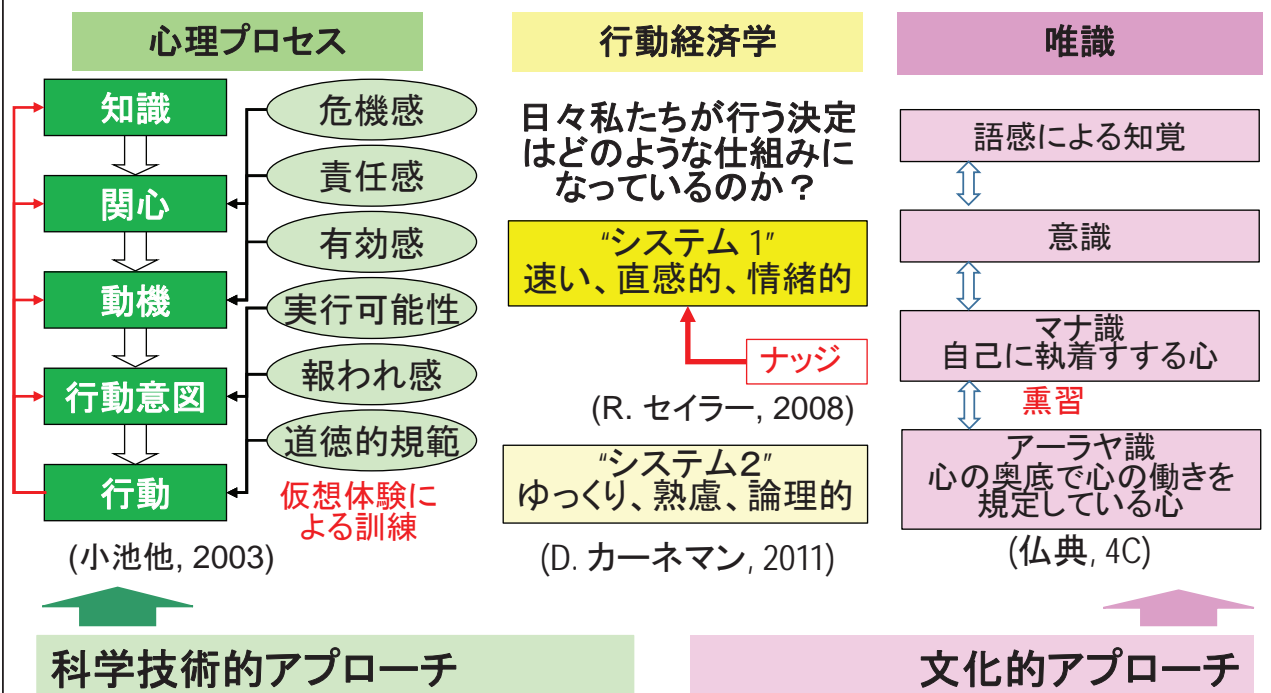 心理プロセス
知識
関心
動機
行動意図
行動
危機感
責任感
有効感
実行可能性
報われ感
道徳的規範
仮想体験に
よる訓練
(小池他, 2003)
行動経済学
日々私たちが行う決定
はどのような仕組みに
なっているのか？
“システム 1”
速い、直感的、情緒的
ナッジ
(R. セイラー, 2008)
“システム２”
ゆっくり、熟慮、論理的
(D. カーネマン, 2011)
唯識
語感による知覚
意識
マナ識
自己に執着すする心
薫習
アーラヤ識
心の奥底で心の働きを
規定している心
(仏典, 4C)
科学技術的アプローチ
文化的アプローチ